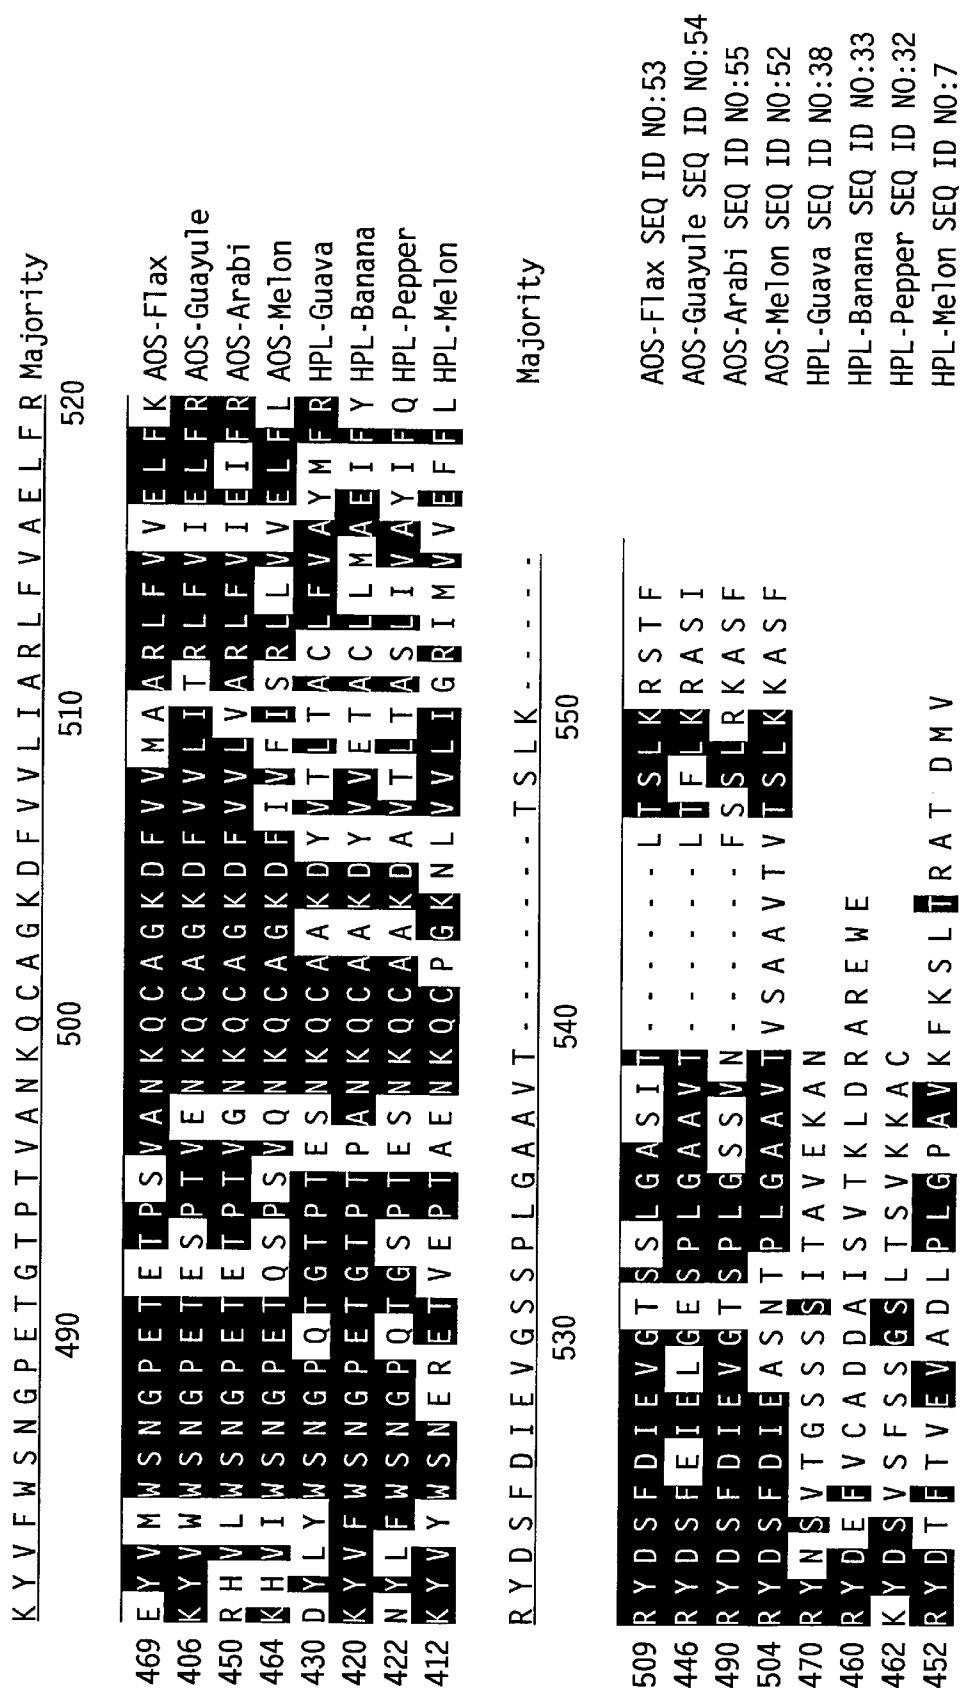 K Y V F W S N G P E T G T P T V A N K Q C A G K D F V V L I A R L F V A E L F R Majority
490 500 510 520
469 E Y V M W S N G P E T E T P S V A N K Q C A G K D F V V M A A R L F V V E L F K AOS-Flax
406 K Y V V W S N G P E T E S P T V E N K Q C A G K D F V V L I T R L F V I E L F R AOS-Guayule
450 R H V L W S N G P E T E T P T V G N K Q C A G K D F V V L V A R L F V I E I F R AOS-Arabi
464 K H V I W S N G P E T Q S P S V Q N K Q C A G K D F I V F I S R L L V V E L F L AOS-Melon
430 D Y L Y W S N G P Q T G T P T E S N K Q C A A K D Y V T L T A C L F V A Y M F R HPL-Guava
420 K Y V F W S N G P E T G T P T P A N K Q C A A K D Y V V E T A C L L M A E I F Y HPL-Banana
422 N Y L F W S N G P Q T G S P T E S N K Q C A A K D A V T L T A S L I V A Y I F Q HPL-Pepper
412 K Y V Y W S N E R E T V E P T A E N K Q C P G K N L V V L I G R I M V V E F F L HPL-Melon
R Y D S F D I E V G S S P L G A A V T - - - - - - - T S L K - - - - Majority
530 540 550
509 R Y D S F D I E V G T S S L G A S I T - - - - - - L T S L K R S T F AOS-Flax SEQ ID NO:53
446 R Y D S F E I E L G E S P L G A A V T - - - - - - L T F L K R A S I AOS-Guayule SEQ ID NO:54
490 R Y D S F D I E V G T S P L G S S V N - - - - - - F S S L R K A S F AOS-Arabi SEQ ID NO:55
504 R Y D S F D I E A S N T P L G A A V T V S A A V T V T S L K K A S F AOS-Melon SEQ ID NO:52
470 R Y N S V T G S S S S I T A V E K A N HPL-Guava SEQ ID NO:38
460 R Y D E F V C A D D A I S V T K L D R A R E W E HPL-Banana SEQ ID NO:33
462 K Y D S V S F S S G S L T S V K K A C HPL-Pepper SEQ ID NO:32
452 R Y D T F T V E V A D L P L G P A V K F K S L T R A T D M V HPL-Melon SEQ ID NO:7